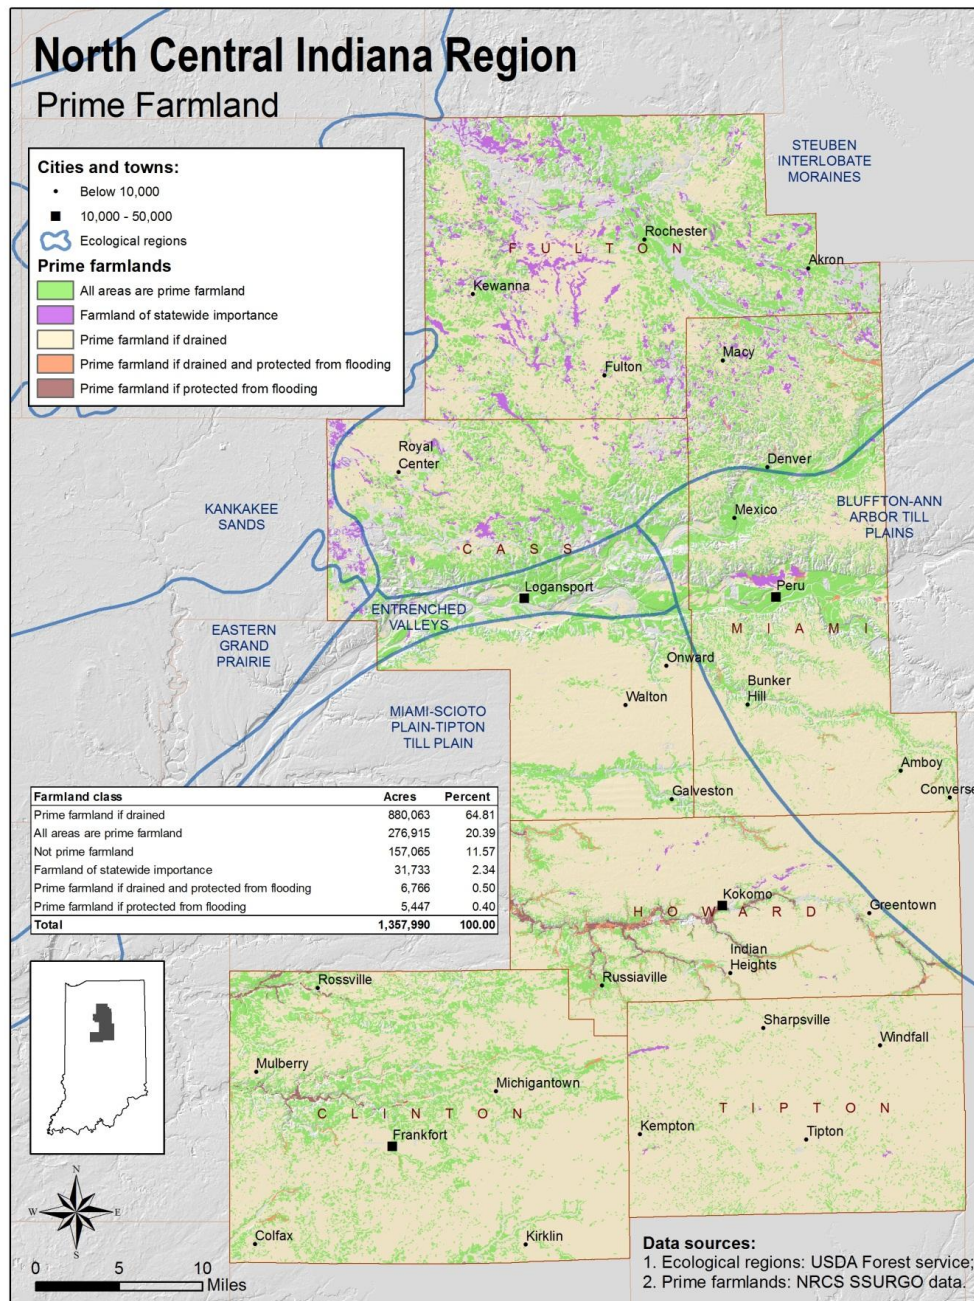 North Central Indiana Region
Prime Farmland
Cities and towns:
Below 10,000
10,000 - 50,000
Ecological regions
Prime farmlands
All areas are prime farmland
Farmland of statewide importance
Prime farmland if drained
Prime farmland if drained and protected from flooding
Prime farmland if protected from flooding
STEUBEN
INTERLOBATE
MORAINES
Rochester
FULTON
Akron
Kewanna
Macy
Fulton
Royal
Center
Denver
KANKAKEE
SANDS
Mexico
BLUFFTON-ANN
ARBOR TILL
PLAINS
CASS
Logansport
Peru
ENTRENCHED
VALLEYS
EASTERN
GRAND
PRAIRIE
MIAMI
Onward
Walton
Bunker
Hill
MIAMI-SCIOTO
PLAIN-TIPTON
TILL PLAIN
Amboy
Galveston
Converse
Farmland class Acres Percent
Prime farmland if drained 880,063 64.81
All areas are prime farmland 276,915 20.39
Not prime farmland 157,065 11.57
Farmland of statewide importance 31,733 2.34
Prime farmland if drained and protected from flooding 6,766 0.50
Prime farmland if protected from flooding 5,447 0.40
Total 1,357,990 100.00
Kokomo
HOWARD
Greentown
Indian
Heights
Russiaville
Rossville
Sharpsville
Windfall
Mulberry
Michigantown
CLINTON
TIPTON
Frankfort
Kempton
Tipton
Colfax
Kirklin
N
W E
S
0 5 10
Miles
Data sources:
1. Ecological regions: USDA Forest service;
2. Prime farmlands: NRCS SSURGO data.